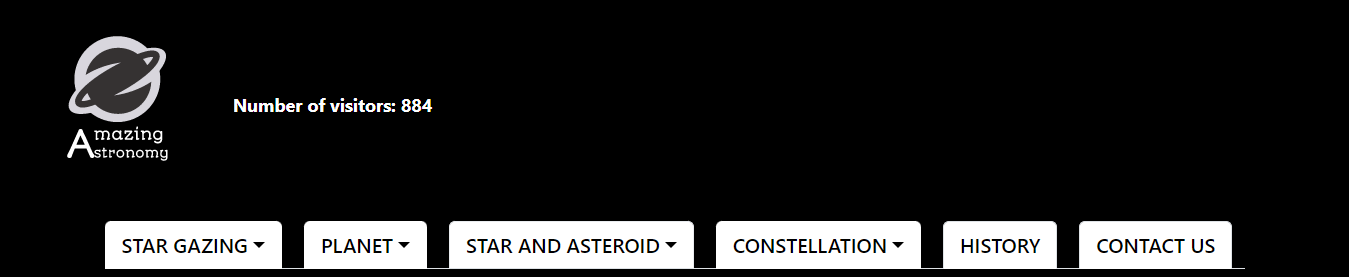 Amazing
Astronomy
Number of visitors: 884
STAR GAZING
PLANET
STAR AND ASTEROID
CONSTELLATION
HISTORY
CONTACT US